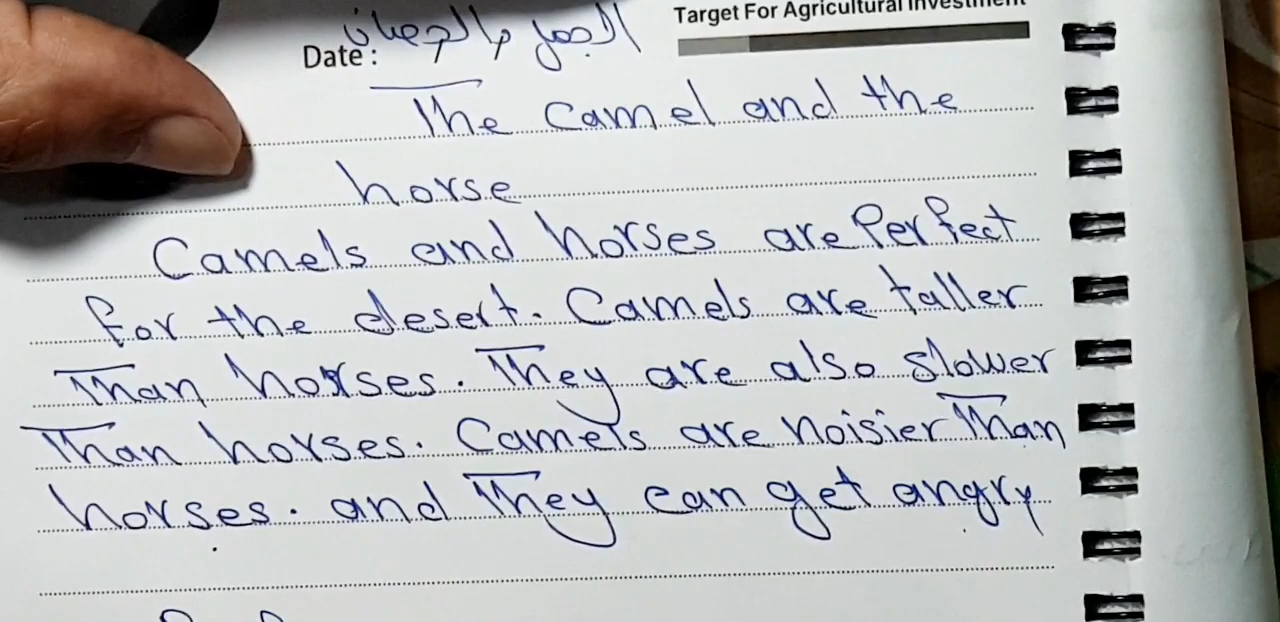 Target For Agricultural Investment
Date : الجمل والحصان
The Camel and the
horse
Camels and horses are Perfect
for the desert. Camels are taller
Than horses. They are also slower
Than horses. Camels are noisier Than
horses. and They can get angry